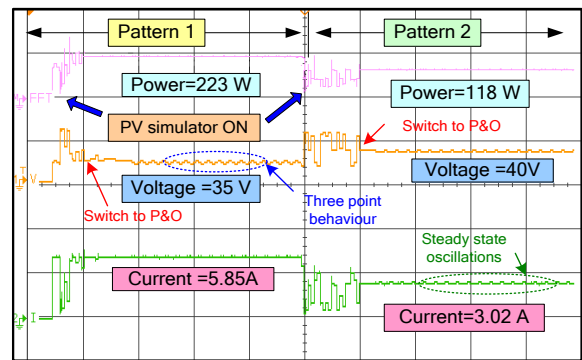 Pattern 1
Pattern 2
Power=223 W
Power=118 W
FFT
PV simulator ON
Switch to P&O
V
Voltage =35 V
Voltage =40V
Switch to P&O
Three point
behaviour
Steady state
oscillations
Current=5.85A
Current=3.02 A
2
I